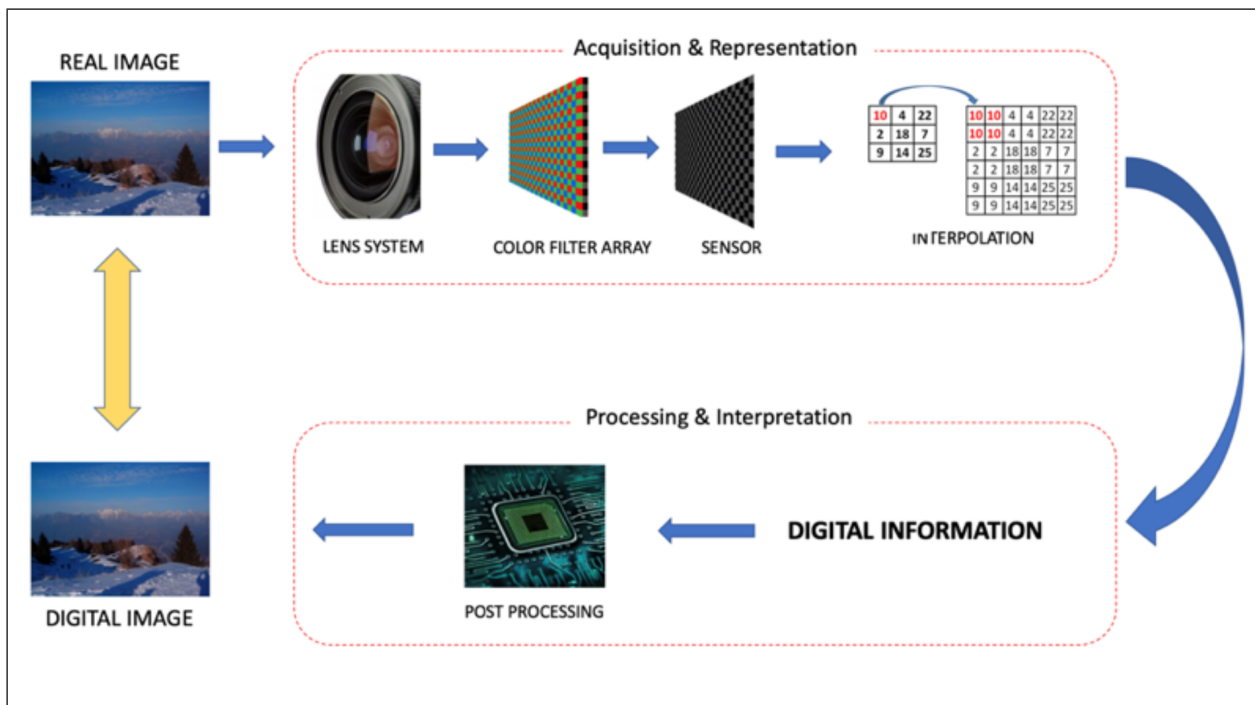 Acquisition & Representation
REAL IMAGE
10 4 22
2 18 7
9 14 25
10 10 4 4 22 22
10 10 4 4 22 22
2 2 18 18 7 7
2 2 18 18 7 7
9 9 14 14 25 25
9 9 14 14 25 25
LENS SYSTEM
COLOR FILTER ARRAY
SENSOR
INTERPOLATION
Processing & Interpretation
DIGITAL INFORMATION
POST PROCESSING
DIGITAL IMAGE